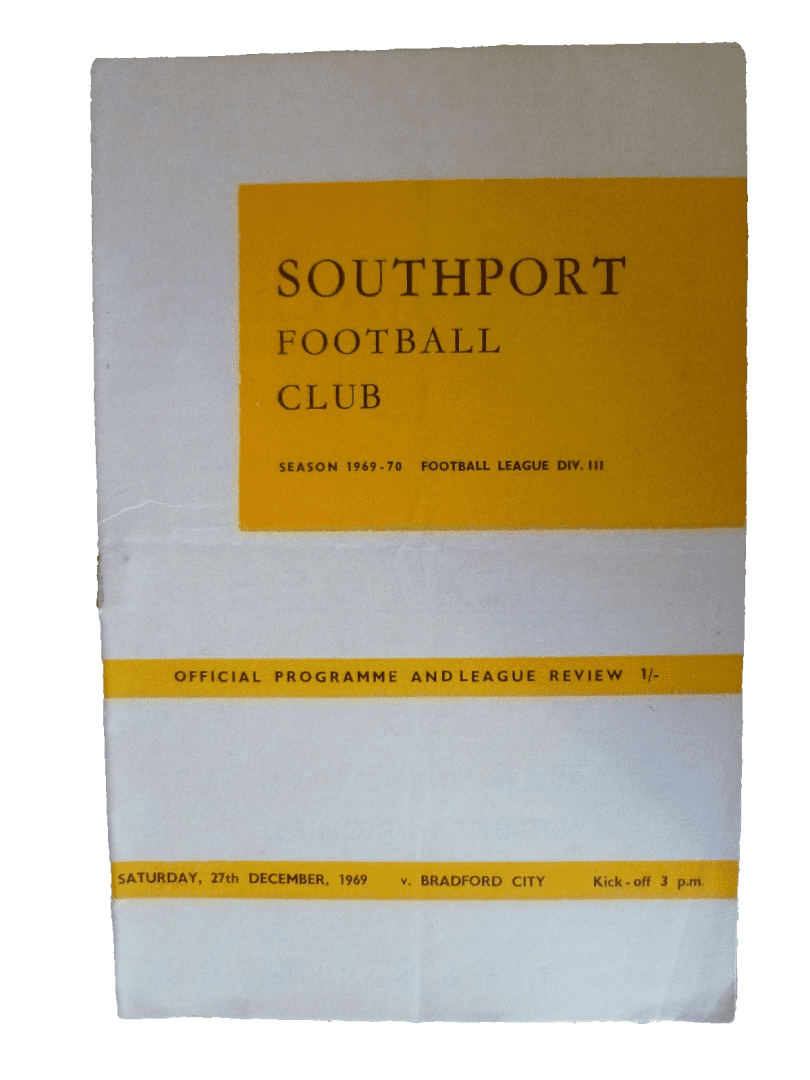 SOUTHPORT
FOOTBALL
CLUB
SEASON 1969-70 FOOTBALL LEAGUE DIV. III
OFFICIAL PROGRAMME AND LEAGUE REVIEW 1/-
SATURDAY, 27th DECEMBER, 1969 v. BRADFORD CITY Kick-off 3 p.m.